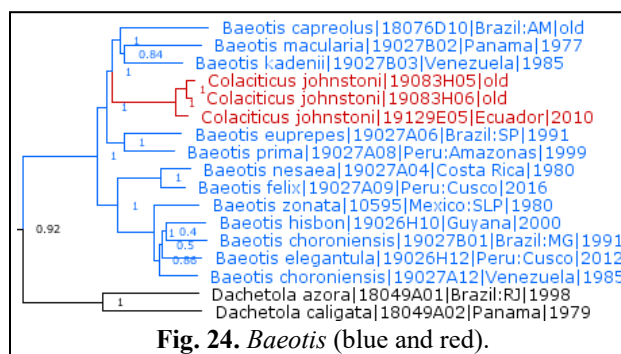 Baeotis capreolus|18076D10|Brazil:AM|old
1
Baeotis macularia|19027B02|Panama|1977
0.84
Baeotis kadenii|19027B03|Venezuela|1985
1
Colaciticus johnstoni|19083H05|old
1
Colaciticus johnstoni|19083H06|old
1
Colaciticus johnstoni|19129E05|Ecuador|2010
Baeotis euprepes|19027A06|Brazil:SP|1991
1
1
Baeotis prima|19027A08|Peru:Amazonas|1999
Baeotis nesaea|19027A04|Costa Rica|1980
1
Baeotis felix|19027A09|Peru:Cusco|2016
1
Baeotis zonata|10595|Mexico:SLP|1980
Baeotis hisbon|19026H10|Guyana|2000
0.92
1 0.4
Baeotis choroniensis|19027B01|Brazil:MG|1991
0.5
Baeotis elegantula|19026H12|Peru:Cusco|2012
0.86
Baeotis choroniensis|19027A12|Venezuela|1985
Dachetola azora|18049A01|Brazil:RJ|1998
1
Dachetola caligata|18049A02|Panama|1979
Fig. 24. Baeotis (blue and red).